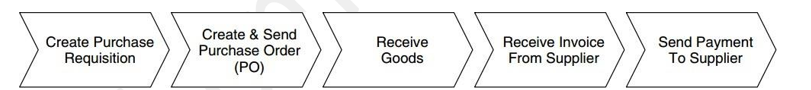 Create Purchase
Requisition
Create & Send
Purchase Order
(PO)
Receive
Goods
Receive Invoice
From Supplier
Send Payment
To Supplier